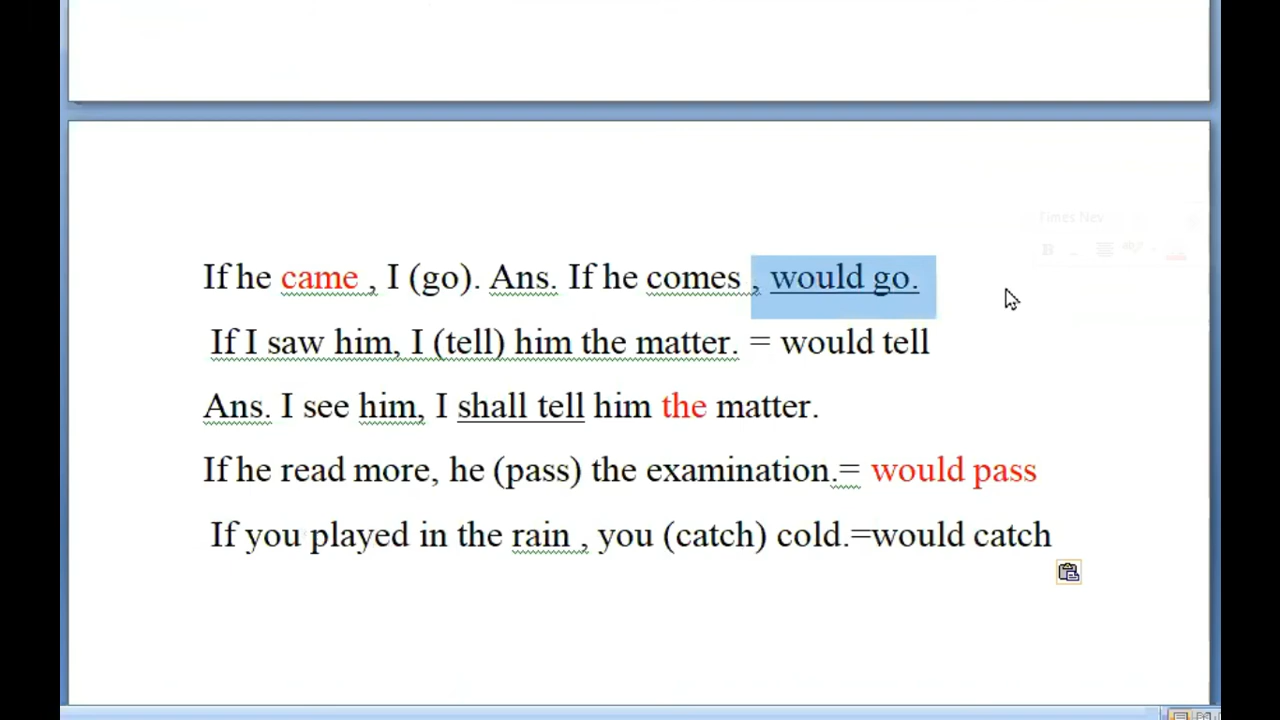 Times Nev
If he came , I (go). Ans. If he comes , would go.
If I saw him, I (tell) him the matter. = would tell
Ans. I see him, I shall tell him the matter.
If he read more, he (pass) the examination.= would pass
If you played in the rain , you (catch) cold.=would catch